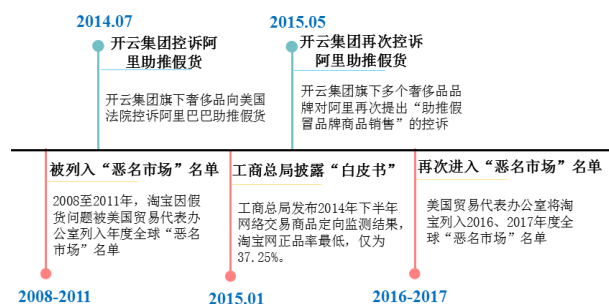 2014.07
开云集团控诉阿
里助推假货
开云集团旗下奢侈品向美国
法院控诉阿里巴巴助推假货
2015.05
开云集团再次控诉
阿里助推假货
开云集团旗下多个奢侈品品
牌对阿里再次提出“助推假
冒品牌商品销售”的控诉
被列入“恶名市场”名单
2008至2011年，淘宝因假
货问题被美国贸易代表办
公室列入年度全球“恶名
市场”名单
2008-2011
工商总局披露“白皮书”
工商总局发布2014年下半年
网络交易商品定向监测结果，
淘宝网正品率最低，仅为
37.25%。
2015.01
再次进入“恶名市场”名单
美国贸易代表办公室将淘
宝列入2016、2017年度全
球“恶名市场”名单
2016-2017